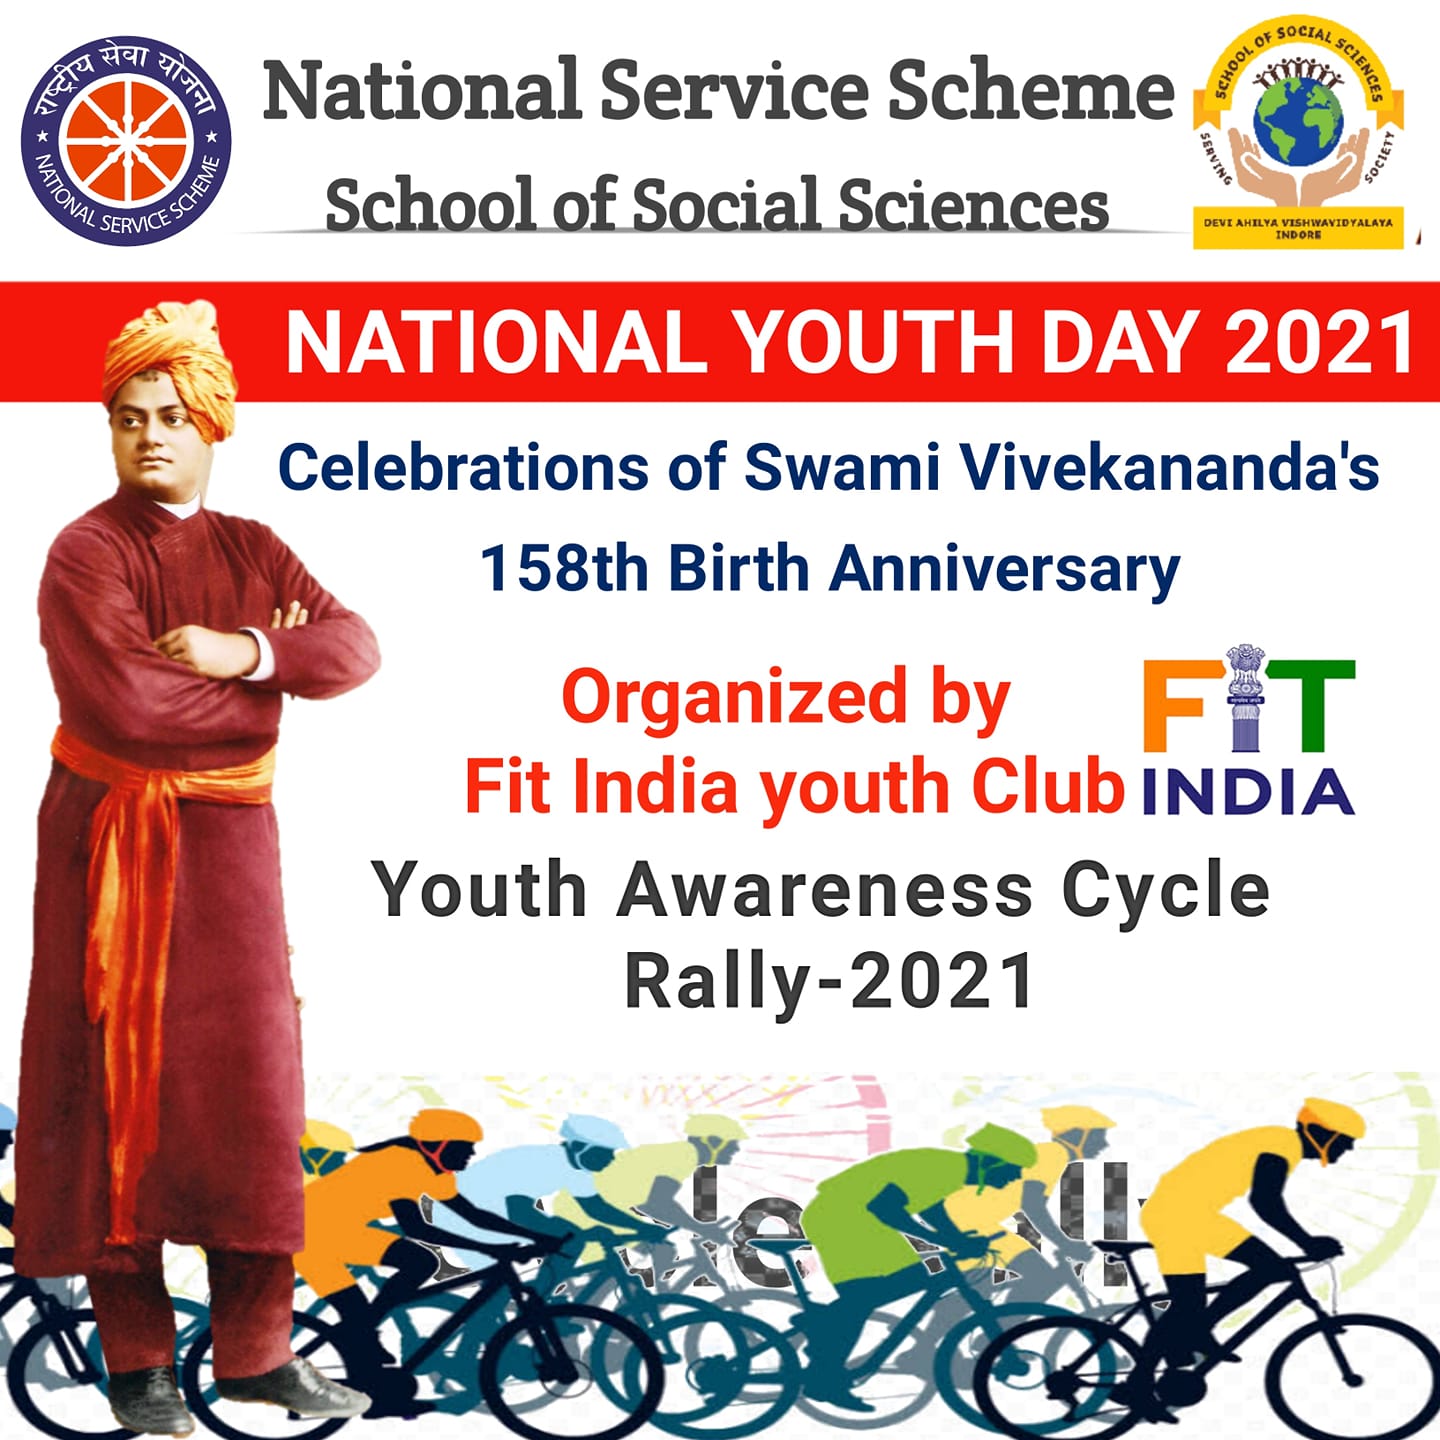 राष्ट्रीय सेवा योजना
NATIONAL SERVICE SCHEME
National Service Scheme
School of Social Sciences
SCHOOL OF SOCIAL SCIENCES
SERVING SOCIETY
DEVI AHILYA VISHWAVIDYALAYA
INDORE
NATIONAL YOUTH DAY 2021
Celebrations of Swami Vivekananda's
158th Birth Anniversary
Organized by
Fit India youth Club
FIT
INDIA
Youth Awareness Cycle
Rally-2021